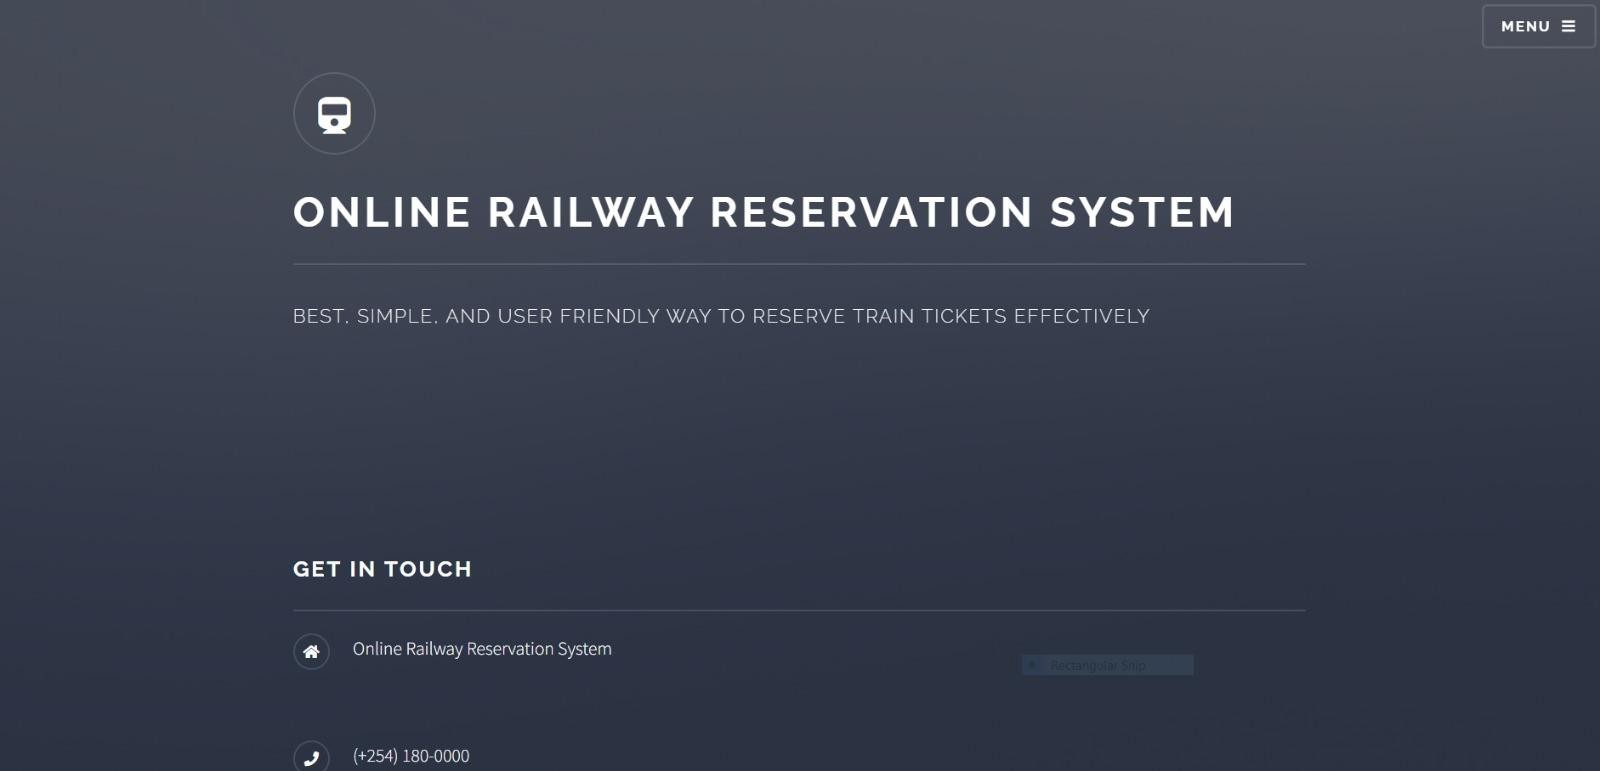 MENU
ONLINE RAILWAY RESERVATION SYSTEM
BEST, SIMPLE, AND USER FRIENDLY WAY TO RESERVE TRAIN TICKETS EFFECTIVELY
GET IN TOUCH
Online Railway Reservation System
Rectangular Snip
(+254) 180-0000